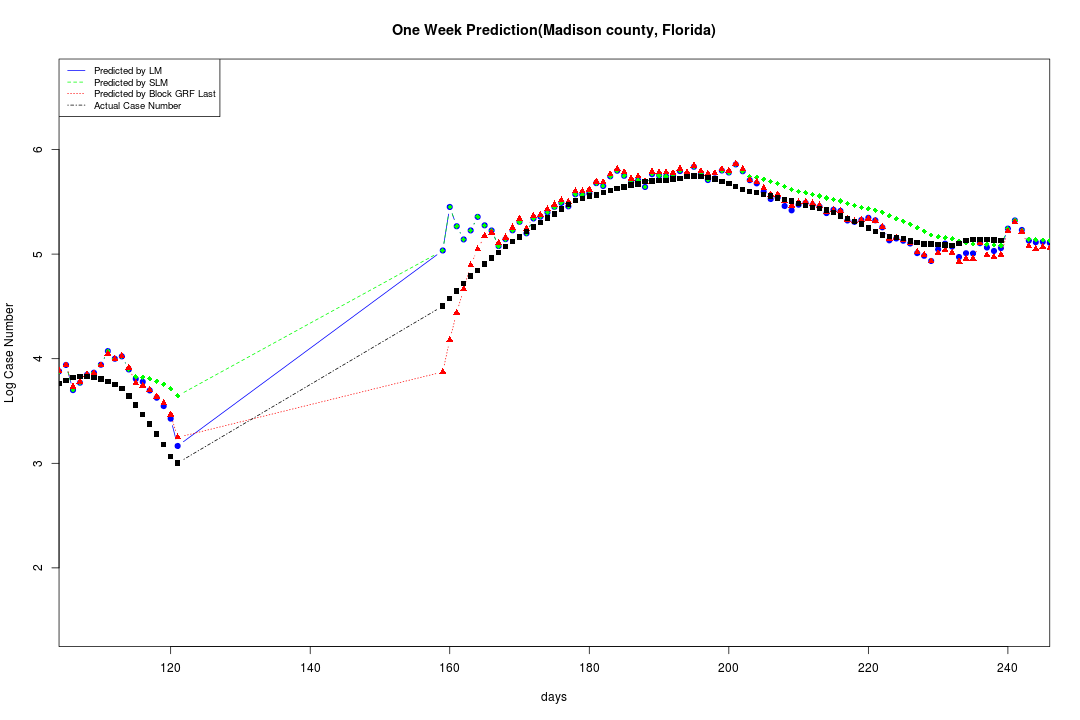 One Week Prediction(Madison county, Florida)
Predicted by LM
Predicted by SLM
Predicted by Block GRF Last
Actual Case Number
6
5
4
3
2
Log Case Number
120 140 160 180 200 220 240
days